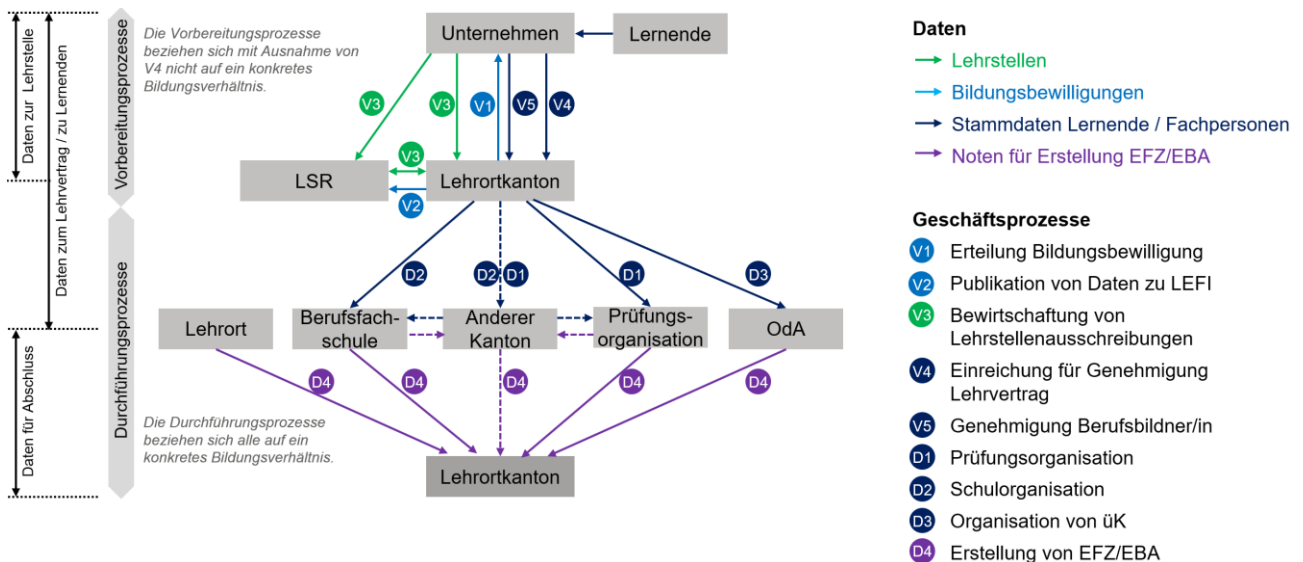 Daten zur Lehrstelle
Daten zum Lehrvertrag / zu Lernenden
Daten für Abschluss
Vorbereitungsprozesse
Durchführungsprozesse
Die Vorbereitungsprozesse
beziehen sich mit Ausnahme von
V4 nicht auf ein konkretes
Bildungsverhältnis.
Unternehmen
Lernende
V3
V3
V1
V5
V4
V3
LSR
Lehrortkanton
V2
D2
D2
D1
D1
D3
Lehrort
Berufsfach-
schule
Anderer
Kanton
Prüfungs-
organisation
OdA
D4
D4
D4
D4
D4
Die Durchführungsprozesse
beziehen sich alle auf ein
konkretes Bildungsverhältnis.
Lehrortkanton
Daten
Lehrstellen
Bildungsbewilligungen
Stammdaten Lernende / Fachpersonen
Noten für Erstellung EFZ/EBA
Geschäftsprozesse
V1 Erteilung Bildungsbewilligung
V2 Publikation von Daten zu LEFI
V3 Bewirtschaftung von
Lehrstellenausschreibungen
V4 Einreichung für Genehmigung
Lehrvertrag
V5 Genehmigung Berufsbildner/in
D1 Prüfungsorganisation
D2 Schulorganisation
D3 Organisation von üK
D4 Erstellung von EFZ/EBA